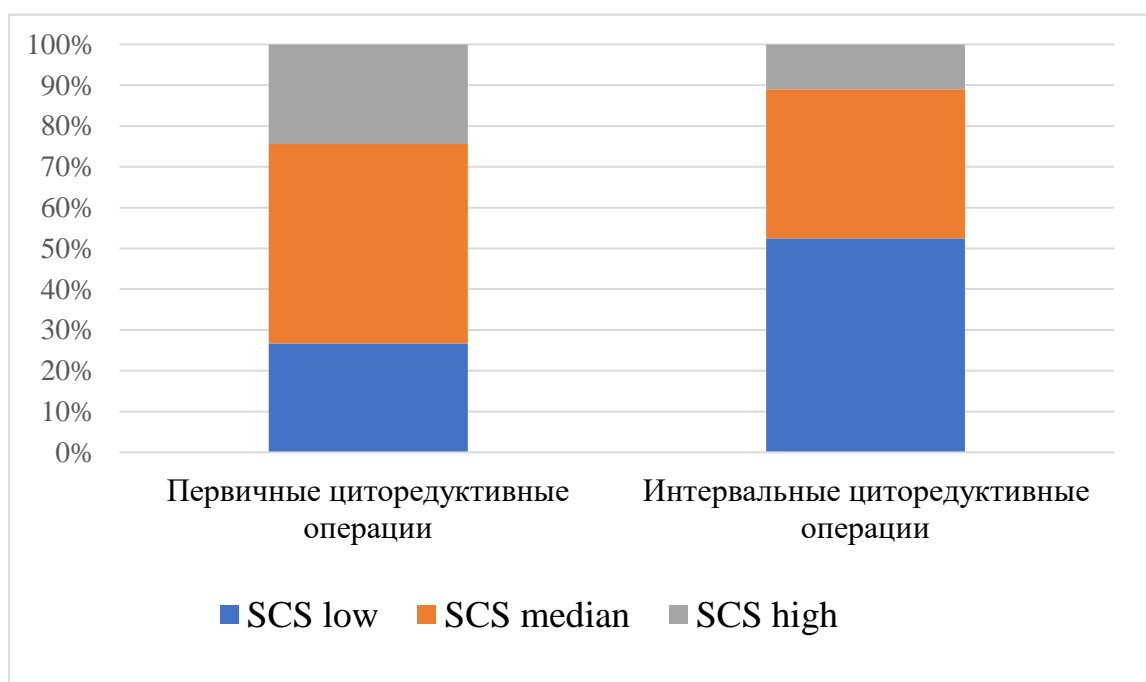 100%
90%
80%
70%
60%
50%
40%
30%
20%
10%
0%
Первичные циторедуктивные
операции
Интервальные циторедуктивные
операции
SCS low SCS median SCS high